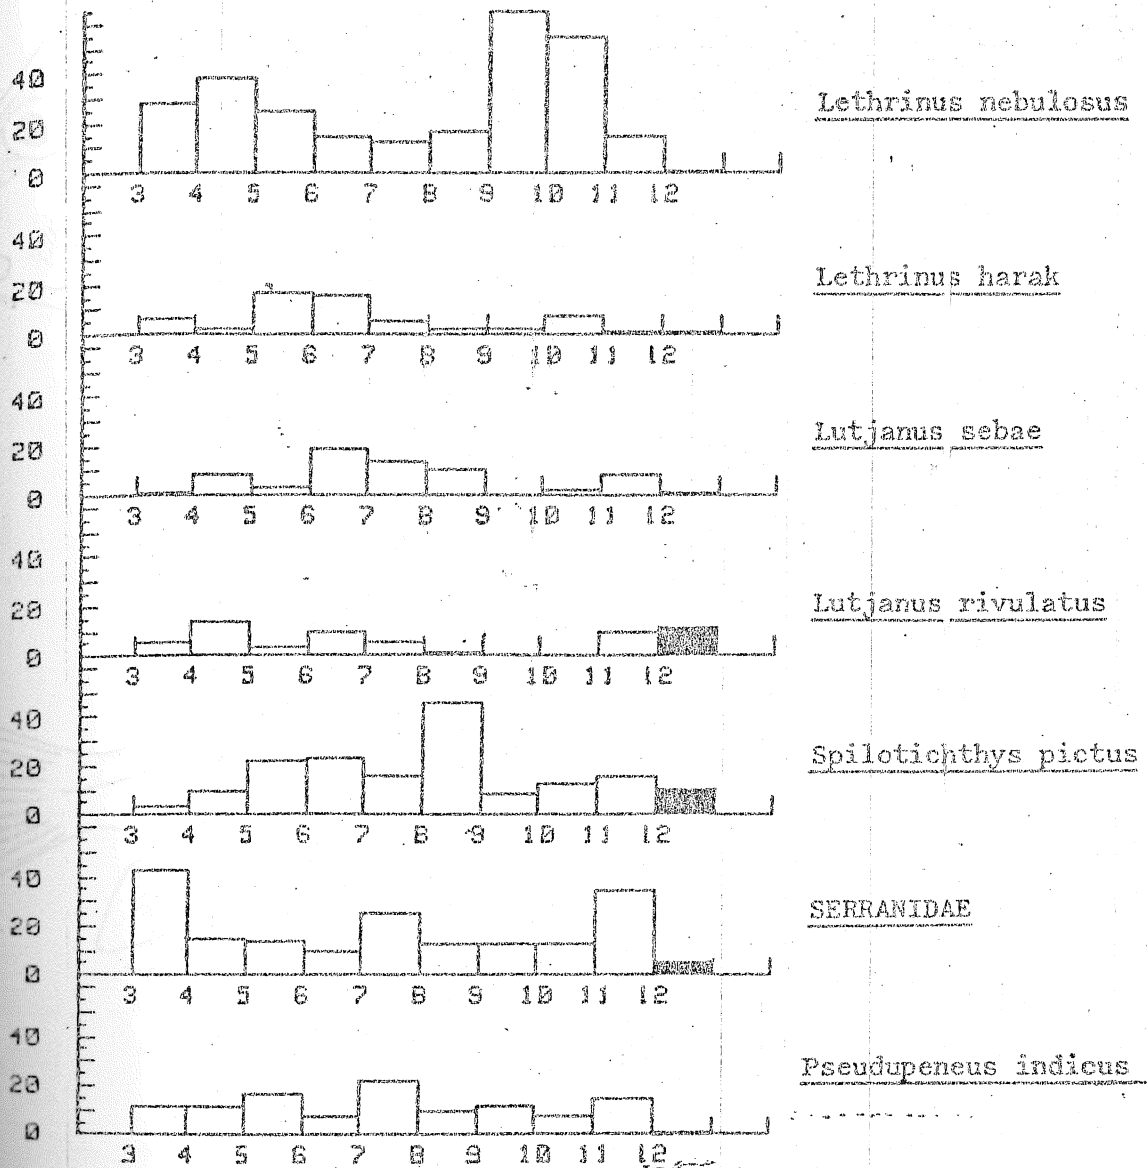 40
20
0
3 4 5 6 7 8 9 10 11 12
Lethrinus nebulosus
40
20
0
3 4 5 6 7 8 9 10 11 12
Lethrinus harak
40
20
0
3 4 5 6 7 8 9 10 11 12
Lutjanus sebae
40
20
0
3 4 5 6 7 8 9 10 11 12
Lutjanus rivulatus
40
20
0
3 4 5 6 7 8 9 10 11 12
Spilotichthys pictus
40
20
0
3 4 5 6 7 8 9 10 11 12
SERRANIDAE
40
20
0
3 4 5 6 7 8 9 10 11 12
Pseudupeneus indicus